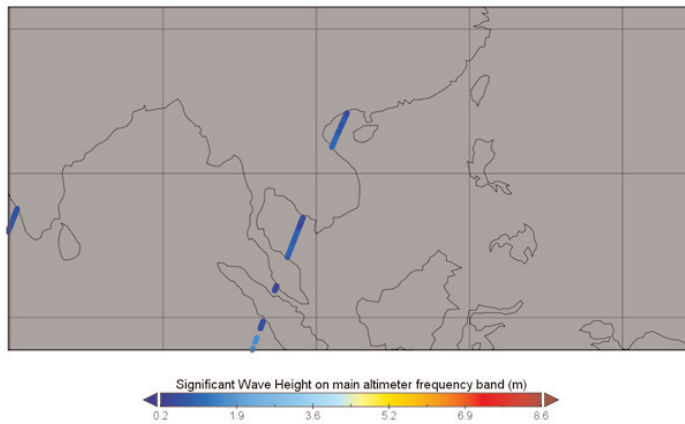 Significant Wave Height on main altimeter frequency band (m)
0.2 1.9 3.6 5.2 6.9 8.6